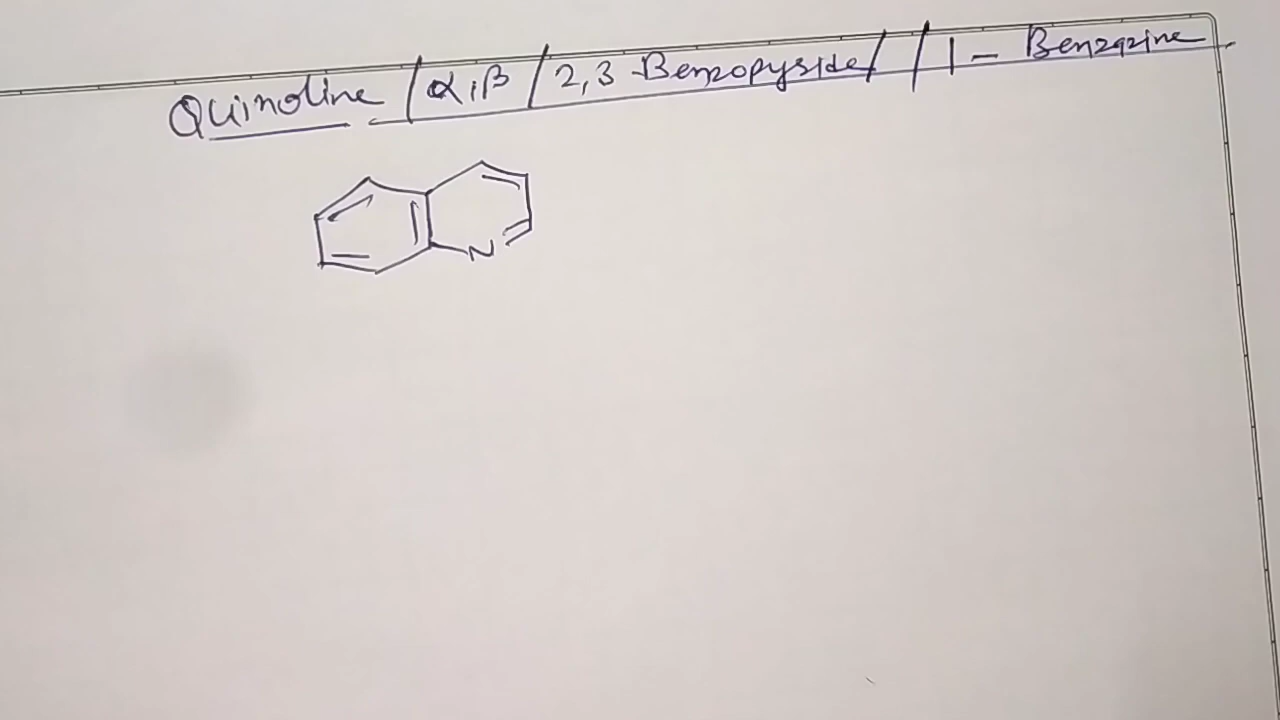 Quinoline / α,β / 2,3 - Benzopyside / / 1 - Benzazine
N